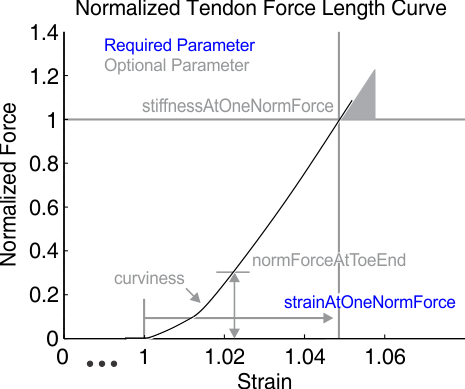 Normalized Tendon Force Length Curve
1.4
Required Parameter
Optional Parameter
1.2
stiffnessAtOneNormForce
1
Normalized Force
0.8
0.6
0.4
normForceAtToeEnd
curviness
0.2
strainAtOneNormForce
0
0 ••• 1 1.02 1.04 1.06
Strain